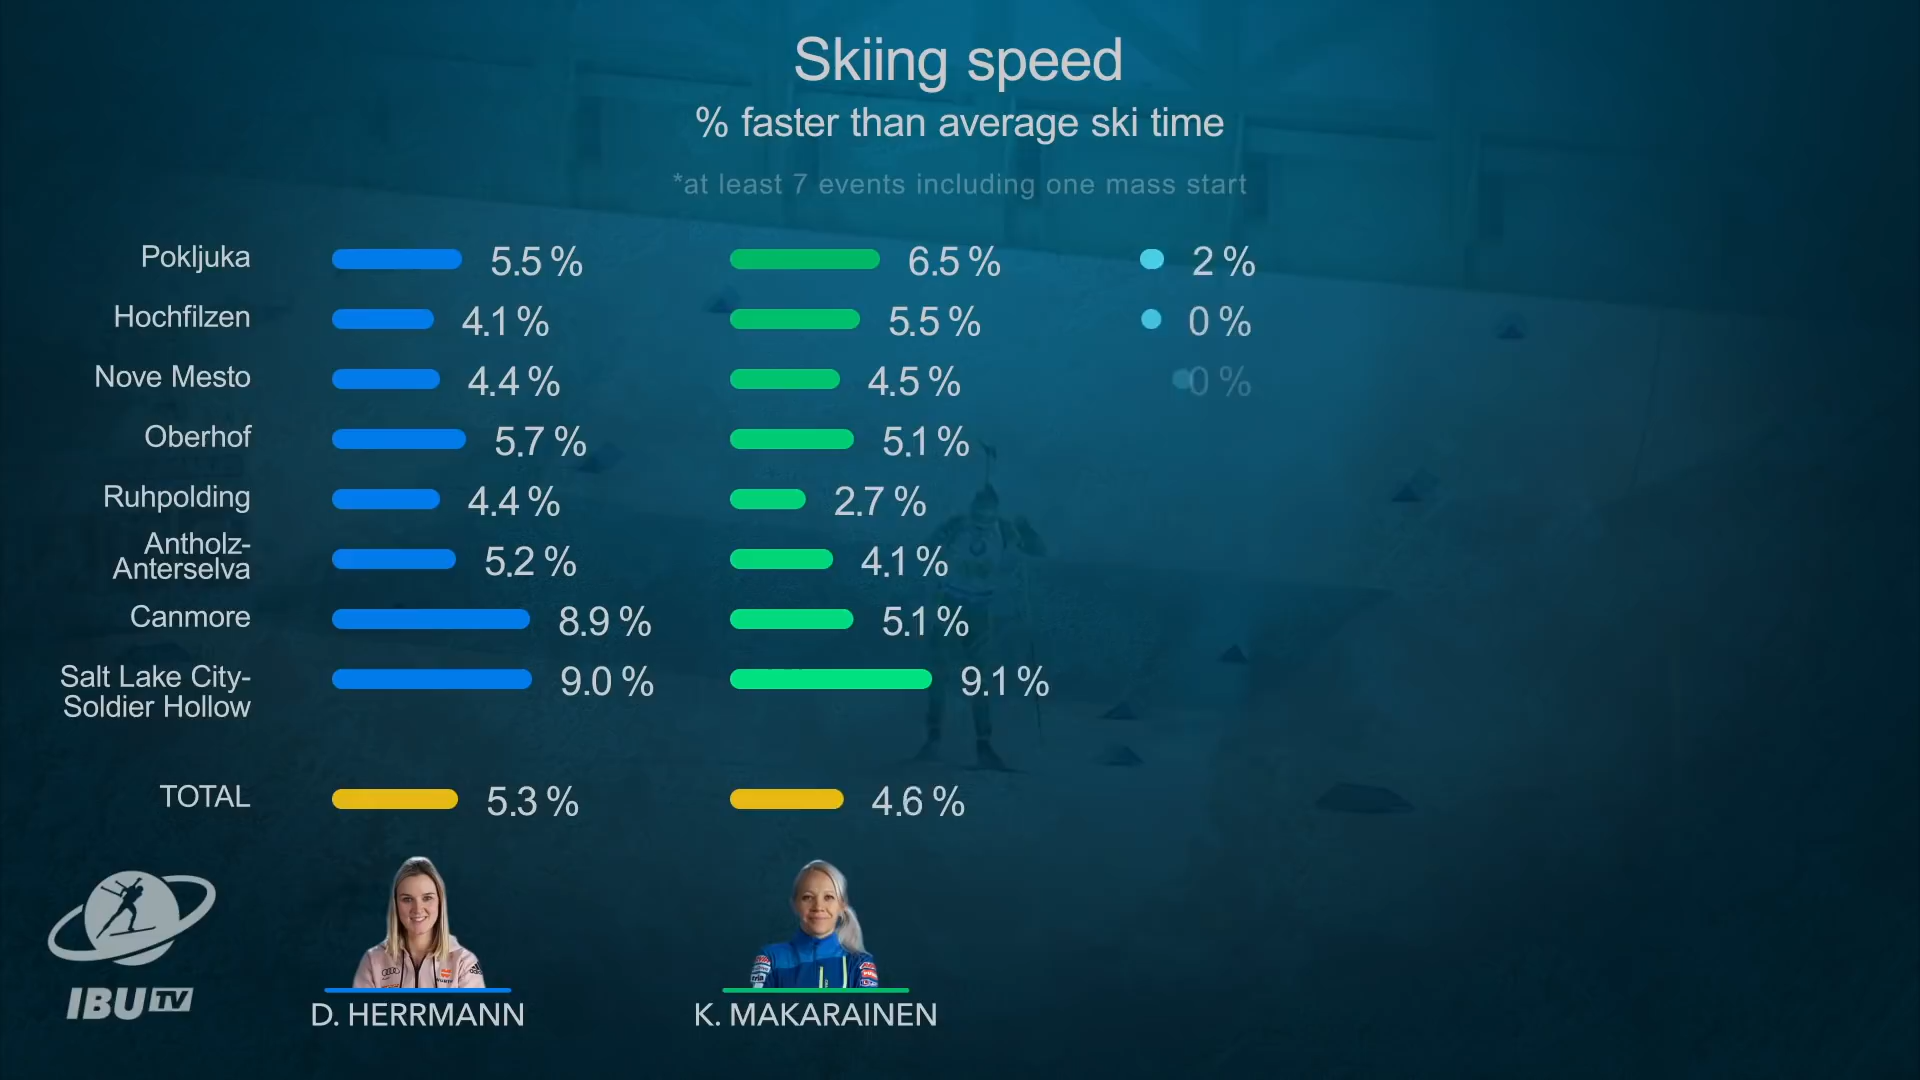 Skiing speed
% faster than average ski time
*at least 7 events including one mass start
Pokljuka 5.5 % 6.5 % 2 %
Hochfilzen 4.1 % 5.5 % 0 %
Nove Mesto 4.4 % 4.5 % 0 %
Oberhof 5.7 % 5.1 %
Ruhpolding 4.4 % 2.7 %
Antholz-
Anterselva 5.2 % 4.1 %
Canmore 8.9 % 5.1 %
Salt Lake City-
Soldier Hollow 9.0 % 9.1 %
TOTAL 5.3 % 4.6 %
IBU TV
D. HERRMANN K. MAKARAINEN